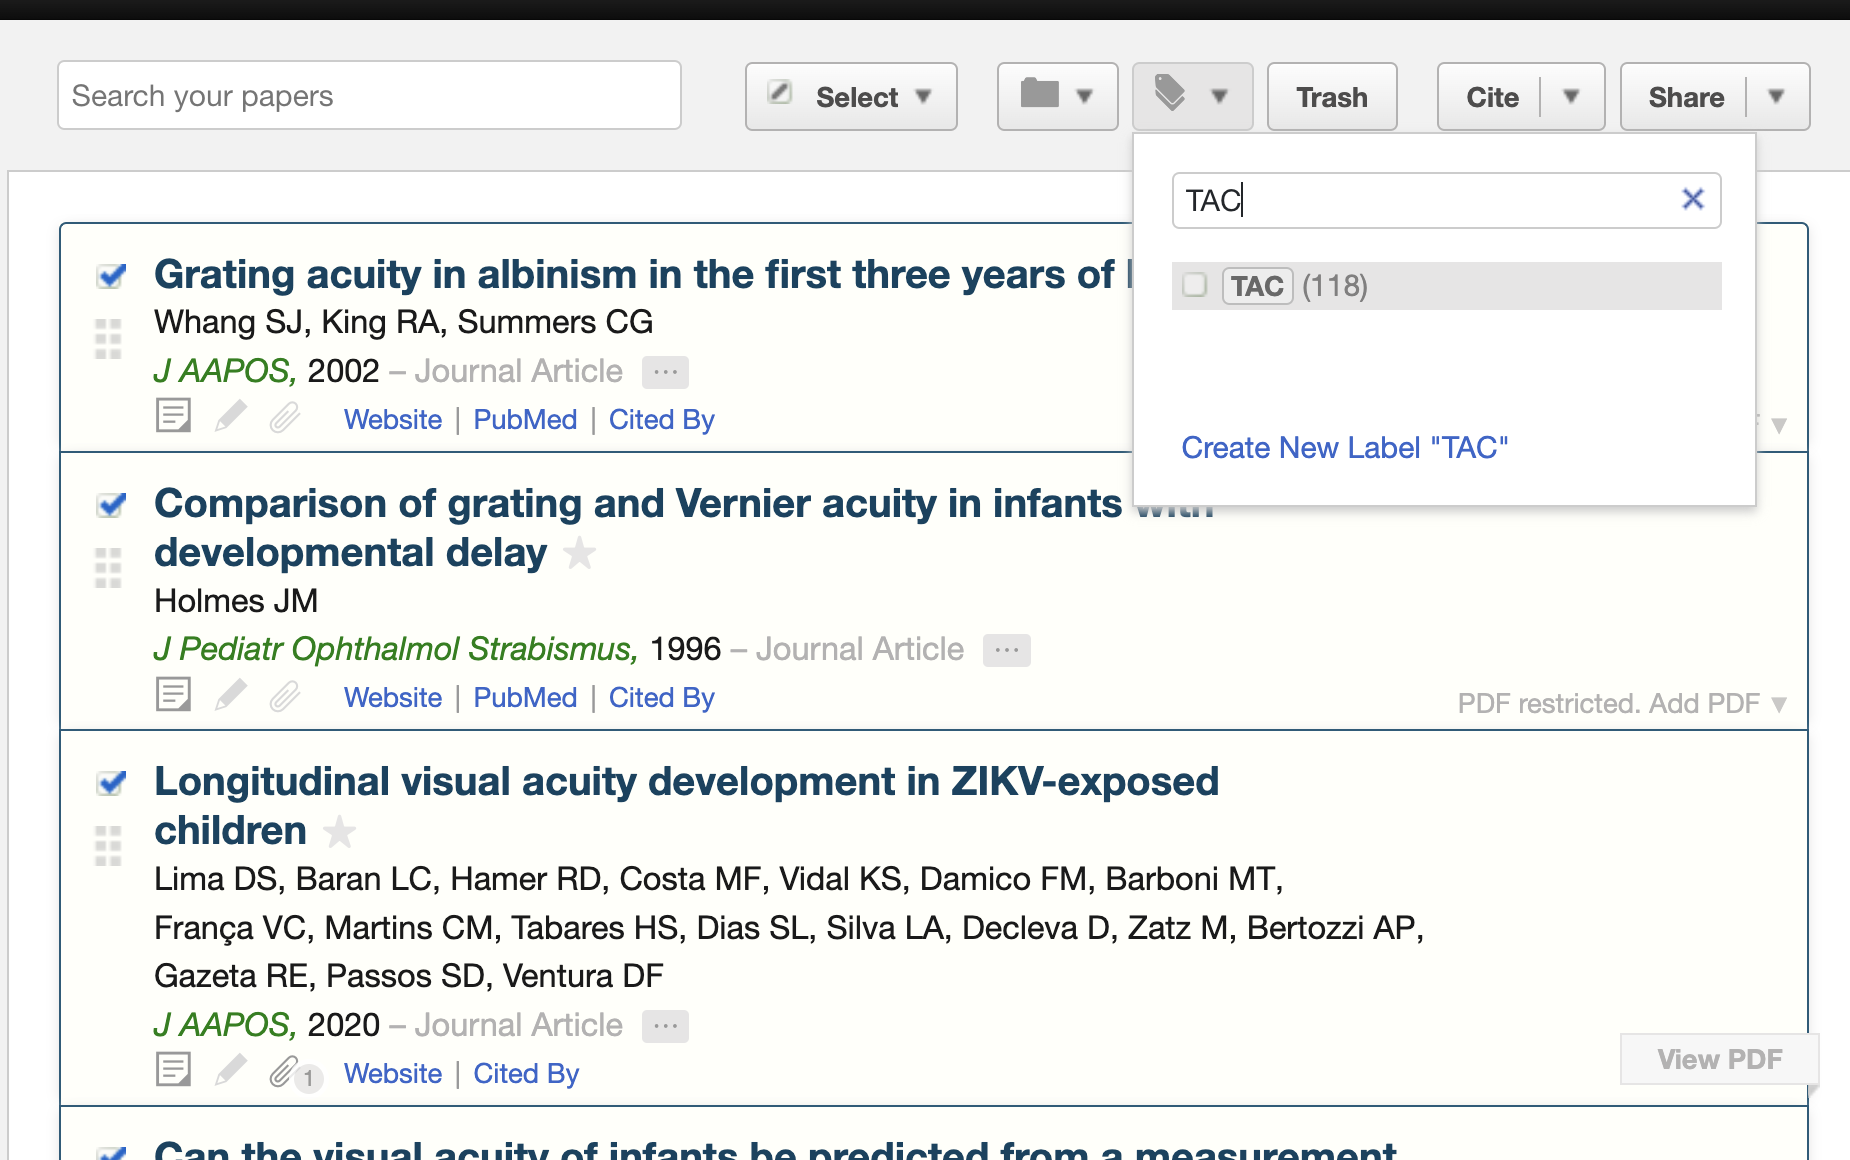 Search your papers
Select
Trash
Cite
Share
TAC
TAC (118)
Create New Label "TAC"
Grating acuity in albinism in the first three years of
Whang SJ, King RA, Summers CG
J AAPOS, 2002 – Journal Article ...
Website | PubMed | Cited By
Comparison of grating and Vernier acuity in infants with
developmental delay
Holmes JM
J Pediatr Ophthalmol Strabismus, 1996 – Journal Article ...
Website | PubMed | Cited By
PDF restricted. Add PDF
Longitudinal visual acuity development in ZIKV-exposed
children
Lima DS, Baran LC, Hamer RD, Costa MF, Vidal KS, Damico FM, Barboni MT,
França VC, Martins CM, Tabares HS, Dias SL, Silva LA, Decleva D, Zatz M, Bertozzi AP,
Gazeta RE, Passos SD, Ventura DF
J AAPOS, 2020 – Journal Article ...
1 Website | Cited By
View PDF
Can the visual acuity of infants be predicted from a measurement